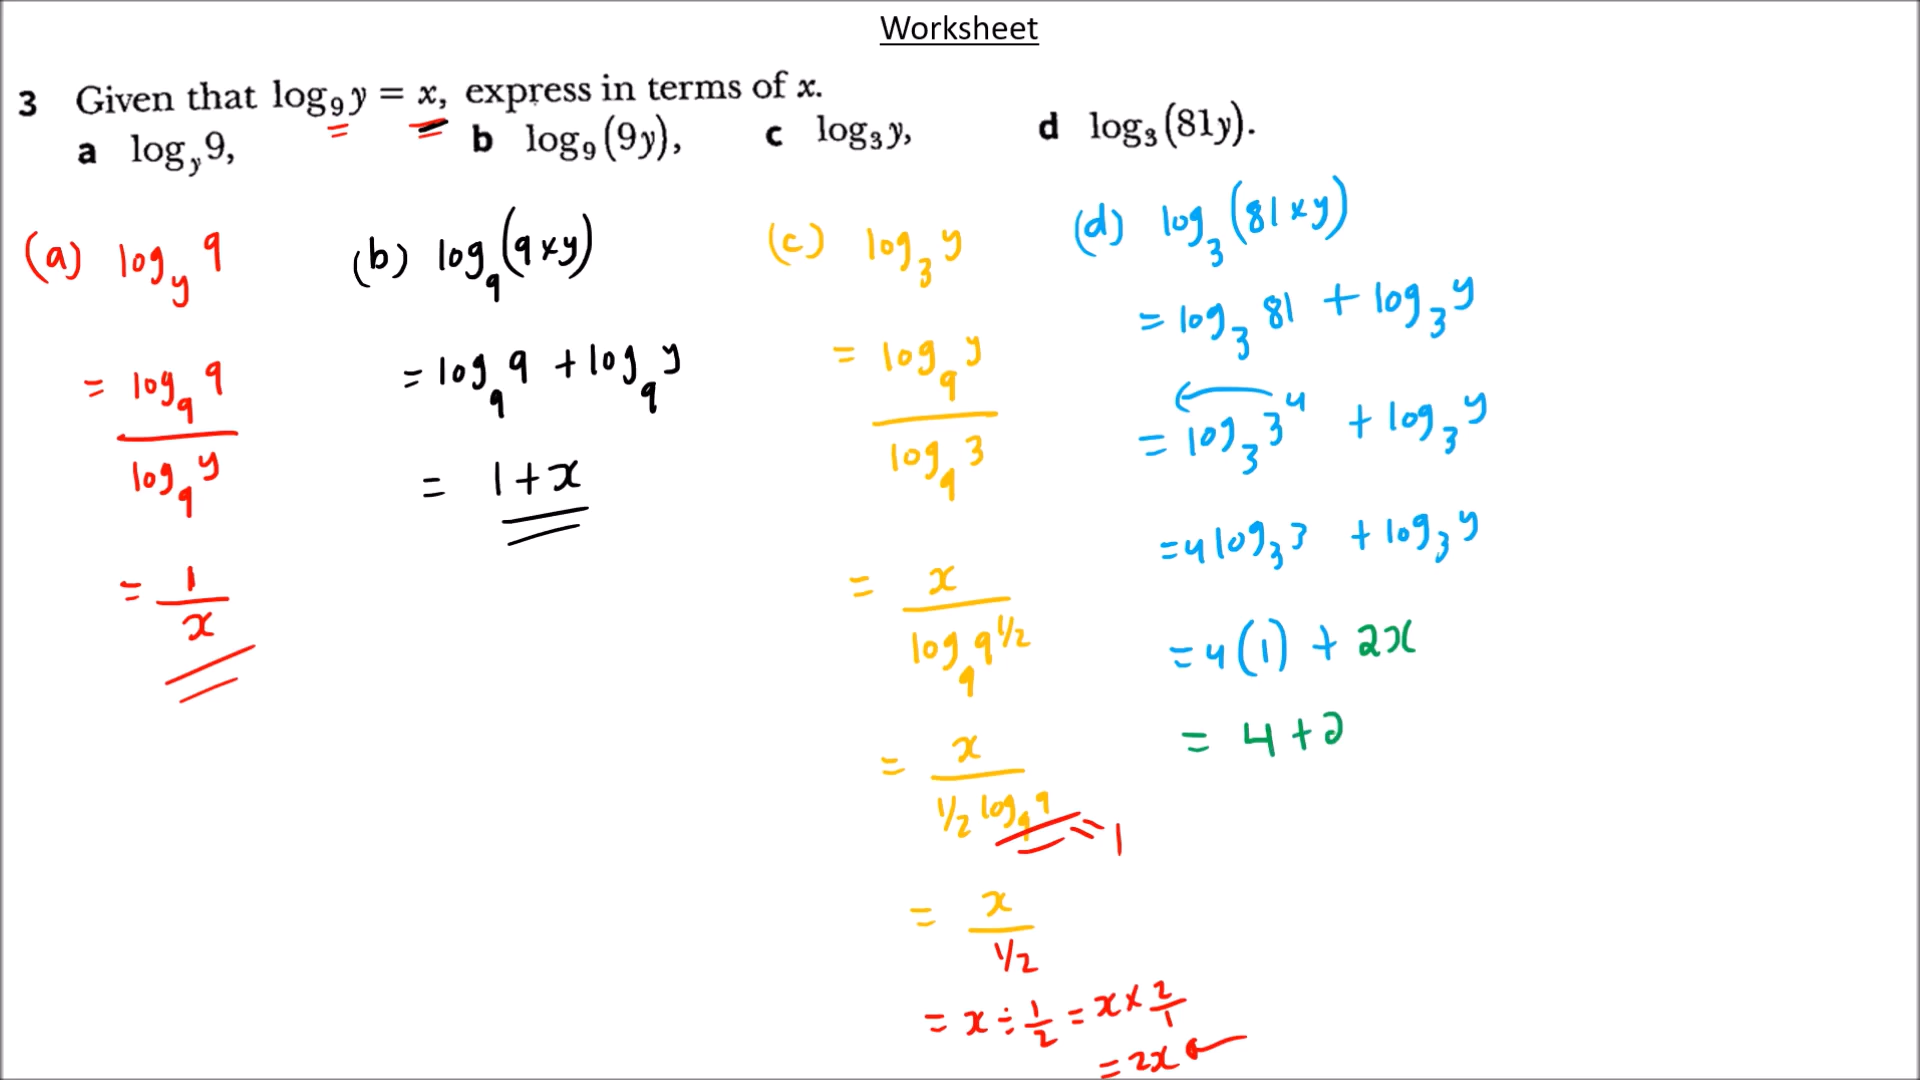 Worksheet
3 Given that log₉y = x, express in terms of x.
a log_y 9, b log₉(9y), c log₃y, d log₃(81y).
(a) log_y 9
= log₉ 9 / log₉ y
= 1/x
(b) log₉(9×y)
= log₉ 9 + log₉ y
= 1+x
(c) log₃ y
= log₉ y / log₉ 3
= x / log₉ 9^1/2
= x / 1/2 log₉ 9 = 1
= x / 1/2
= x ÷ 1/2 = x × 2/1
= 2x
(d) log₃(81×y)
= log₃ 81 + log₃ y
= log₃ 3⁴ + log₃ y
= 4 log₃ 3 + log₃ y
= 4(1) + 2x
= 4+2